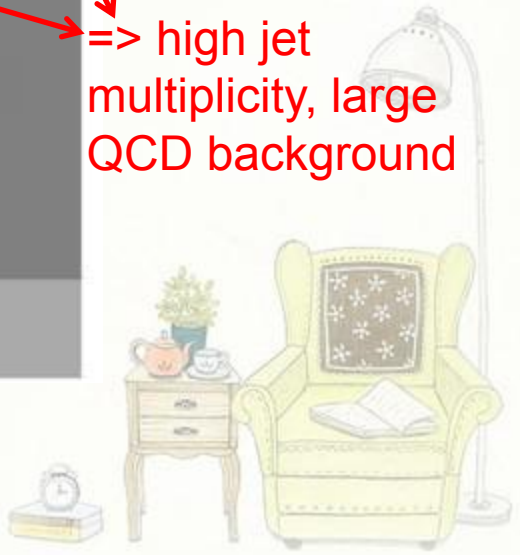 => high jet
multiplicity, large
QCD background